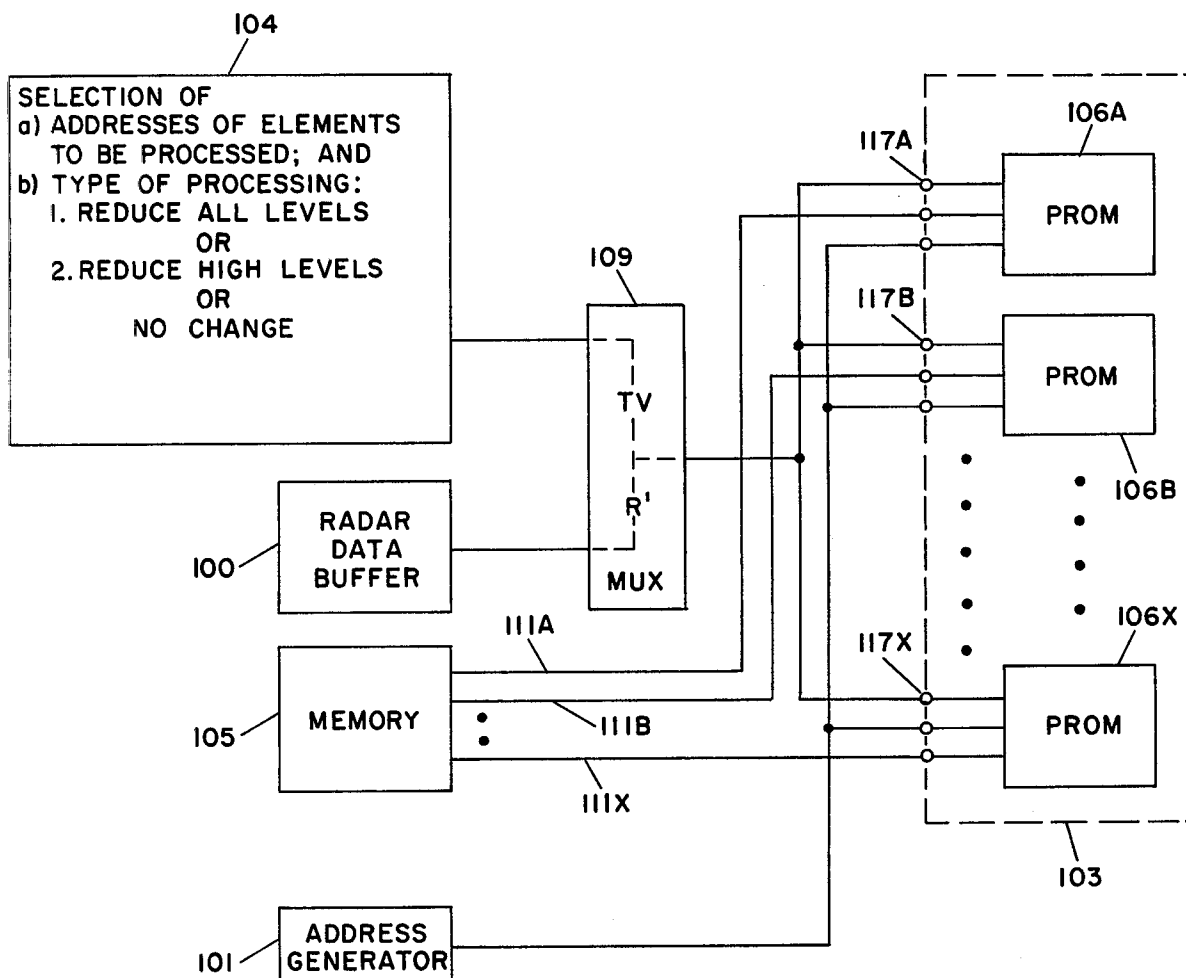 104
SELECTION OF
a) ADDRESSES OF ELEMENTS
TO BE PROCESSED; AND
b) TYPE OF PROCESSING:
1. REDUCE ALL LEVELS
OR
2. REDUCE HIGH LEVELS
OR
NO CHANGE
109
TV
R'
MUX
100
RADAR
DATA
BUFFER
105
MEMORY
111A
111B
111X
101
ADDRESS
GENERATOR
117A
106A
PROM
117B
PROM
106B
117X
106X
PROM
103